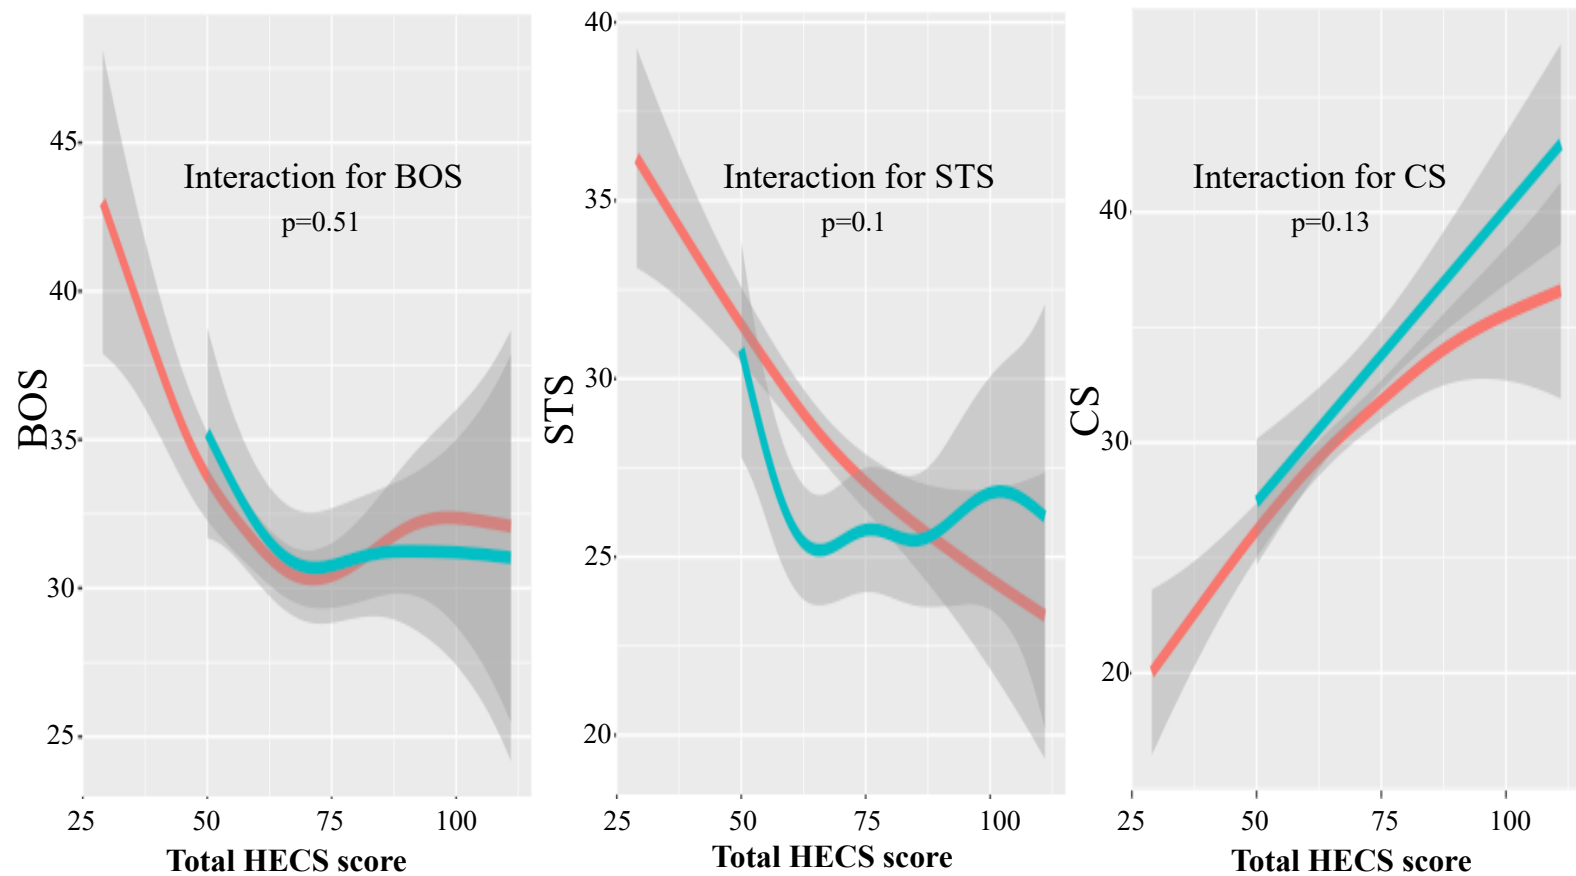 BOS
45
40
35
30
25
Interaction for BOS
p=0.51
25 50 75 100
Total HECS score
STS
40
35
30
25
20
Interaction for STS
p=0.1
25 50 75 100
Total HECS score
CS
40
30
20
Interaction for CS
p=0.13
25 50 75 100
Total HECS score